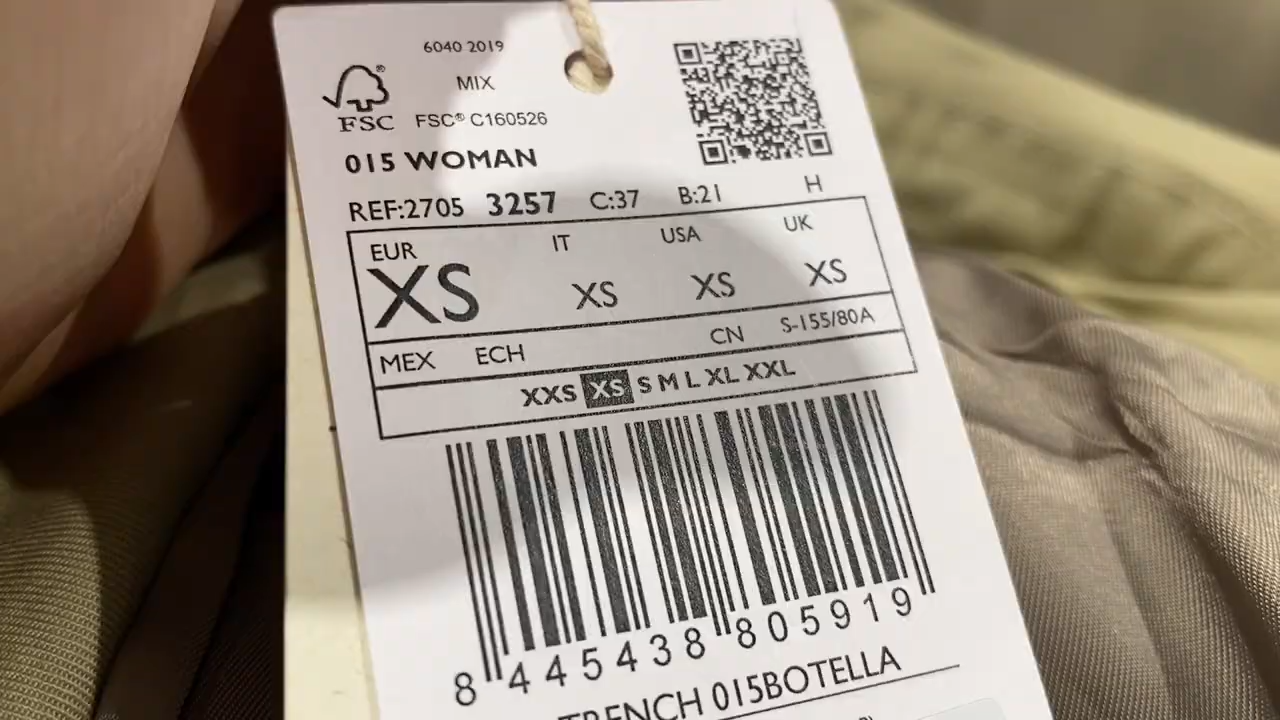 6040 2019
MIX
FSC® C160526
FSC
015 WOMAN
REF:2705 3257 C:37 B:21 H
EUR IT USA UK
XS XS XS XS
MEX ECH CN S-155/80A
XXS XS S M L XL XXL
8 445438 805919
TRENCH 015BOTELLA